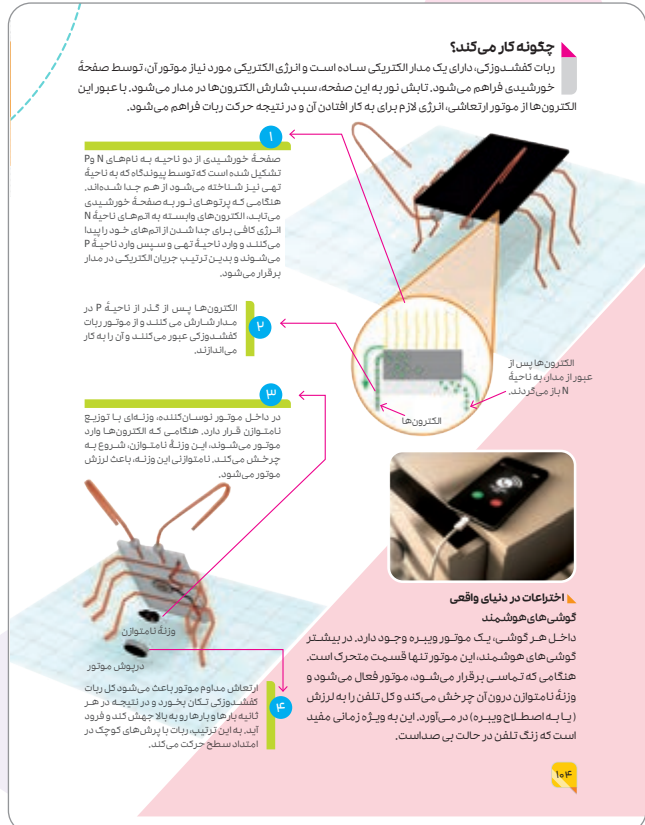 چگونه کار می‌کند؟
ربات کفشدوزکی، دارای یک مدار الکتریکی ساده است و انرژی الکتریکی مورد نیاز موتور آن، توسط صفحهٔ
خورشیدی فراهم می‌شود. تابش نور به این صفحه، سبب شارش الکترون‌ها در مدار می‌شود. با عبور این
الکترون‌ها از موتور ارتعاشی، انرژی لازم برای به کار افتادن آن و در نتیجه حرکت ربات فراهم می‌شود.
۱
صفحهٔ خورشیدی از دو ناحیه به نام‌های N و P
تشکیل شده است که توسط پیوندگاه که به ناحیهٔ
تهی نیز شناخته می‌شود از هم جدا شده‌اند.
هنگامی که پرتوهای نور به صفحهٔ خورشیدی
می‌تابد، الکترون‌های وابسته به اتم‌های ناحیهٔ N
انرژی کافی برای جدا شدن از اتم‌های خود را پیدا
می‌کنند و وارد ناحیهٔ تهی و سپس وارد ناحیهٔ P
می‌شوند و بدین ترتیب جریان الکتریکی در مدار
برقرار می‌شود.
۲
الکترون‌ها پس از گذر از ناحیهٔ P در
مدار شارش می کنند و از موتور ربات
کفشدوزکی عبور می‌کنند و آن را به کار
می‌اندازند.
الکترون‌ها پس از
عبور از مدار، به ناحیهٔ
N باز می‌گردند.
الکترون‌ها
۳
در داخل موتور نوسان‌کننده، وزنه‌ای با توزیع
نامتوازن قرار دارد. هنگامی که الکترون‌ها وارد
موتور می‌شوند، این وزنهٔ نامتوازن، شروع به
چرخش می‌کند. نامتوازنی این وزنه، باعث لرزش
موتور می‌شود.
وزنهٔ نامتوازن
درپوش موتور
۴
ارتعاش مداوم موتور باعث می‌شود کل ربات
کفشدوزکی تکان بخورد و در نتیجه در هر
ثانیه بارها و بارها رو به بالا جهش کند و فرود
آید. به این ترتیب، ربات با پرش‌های کوچک در
امتداد سطح حرکت می‌کند.
اختراعات در دنیای واقعی
گوشی‌های هوشمند
داخل هر گوشی، یک موتور ویبره وجود دارد. در بیشتر
گوشی های هوشمند، این موتور تنها قسمت متحرک است.
هنگامی که تماسی برقرار می‌شود، موتور فعال می‌شود و
وزنهٔ نامتوازن درون آن چرخش می‌کند و کل تلفن را به لرزش
(یا به اصطلاح ویبره) در می‌آورد. این به ویژه زمانی مفید
است که زنگ تلفن در حالت بی صداست.
۱۰۴